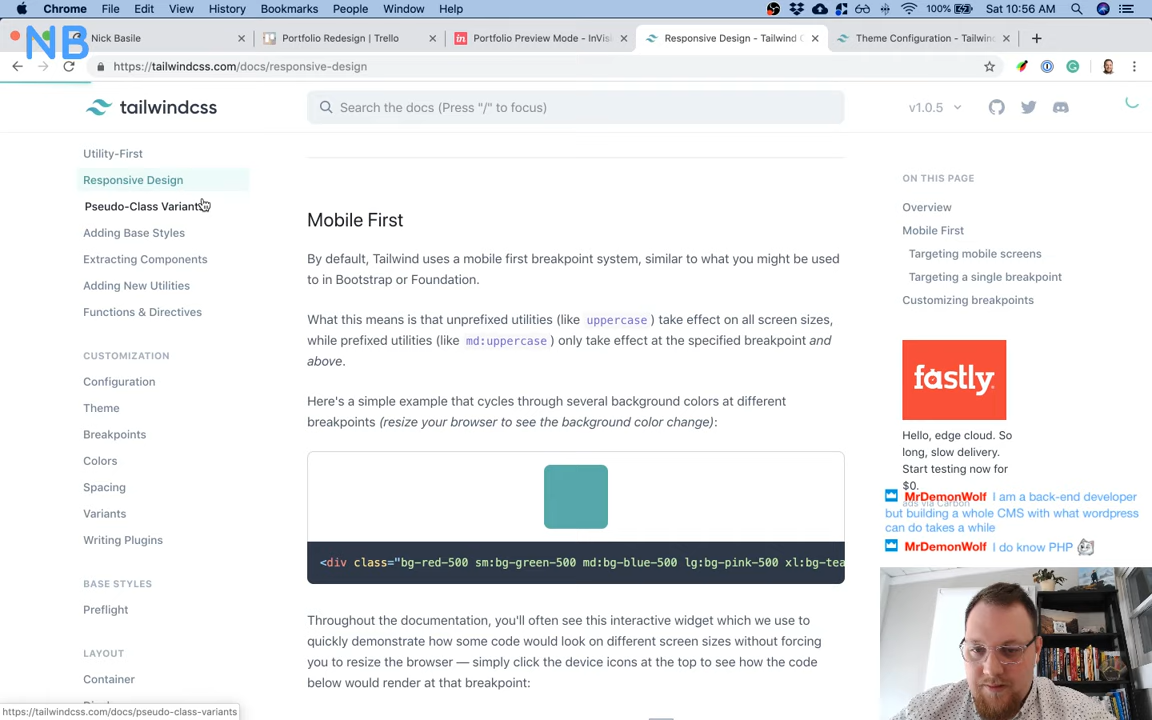 Chrome File Edit View History Bookmarks People Window Help 100% Sat 10:56 AM
NB
Nick Basile Portfolio Redesign | Trello Portfolio Preview Mode - InVis Responsive Design - Tailwind C Theme Configuration - Tailwind
https://tailwindcss.com/docs/responsive-design
tailwindcss
Search the docs (Press "/" to focus)
v1.0.5
Utility-First
Responsive Design
Pseudo-Class Variants
Adding Base Styles
Extracting Components
Adding New Utilities
Functions & Directives
CUSTOMIZATION
Configuration
Theme
Breakpoints
Colors
Spacing
Variants
Writing Plugins
BASE STYLES
Preflight
LAYOUT
Container
https://tailwindcss.com/docs/pseudo-class-variants
Mobile First
By default, Tailwind uses a mobile first breakpoint system, similar to what you might be used
to in Bootstrap or Foundation.
What this means is that unprefixed utilities (like uppercase ) take effect on all screen sizes,
while prefixed utilities (like md:uppercase ) only take effect at the specified breakpoint and
above.
Here's a simple example that cycles through several background colors at different
breakpoints (resize your browser to see the background color change):
<div class="bg-red-500 sm:bg-green-500 md:bg-blue-500 lg:bg-pink-500 xl:bg-tea
Throughout the documentation, you'll often see this interactive widget which we use to
quickly demonstrate how some code would look on different screen sizes without forcing
you to resize the browser — simply click the device icons at the top to see how the code
below would render at that breakpoint:
ON THIS PAGE
Overview
Mobile First
Targeting mobile screens
Targeting a single breakpoint
Customizing breakpoints
fastly
Hello, edge cloud. So
long, slow delivery.
Start testing now for
$0.
ads via Carbon
MrDemonWolf I am a back-end developer
but building a whole CMS with what wordpress
can do takes a while
MrDemonWolf I do know PHP